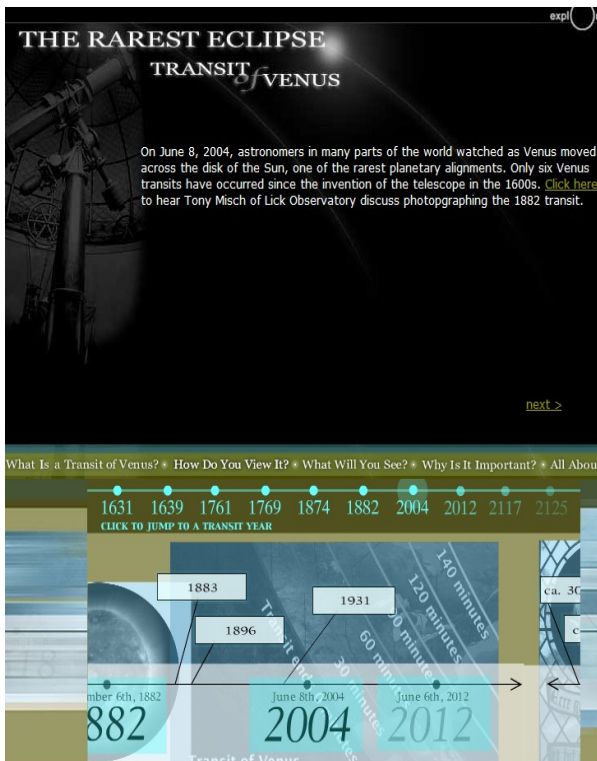 expl
THE RAREST ECLIPSE
TRANSIT of VENUS
On June 8, 2004, astronomers in many parts of the world watched as Venus moved
across the disk of the Sun, one of the rarest planetary alignments. Only six Venus
transits have occurred since the invention of the telescope in the 1600s. Click here
to hear Tony Misch of Lick Observatory discuss photopgraphing the 1882 transit.
next >
What Is a Transit of Venus? How Do You View It? What Will You See? Why Is It Important? All Abou
1631 1639 1761 1769 1874 1882 2004 2012 2117 2125
CLICK TO JUMP TO A TRANSIT YEAR
140 minutes
120 minutes
60 minutes
30 minutes
1883
1931
ca. 30
1896
c
mber 6th, 1882
882
June 8th, 2004
2004
June 6th, 2012
2012
Transit of Venus